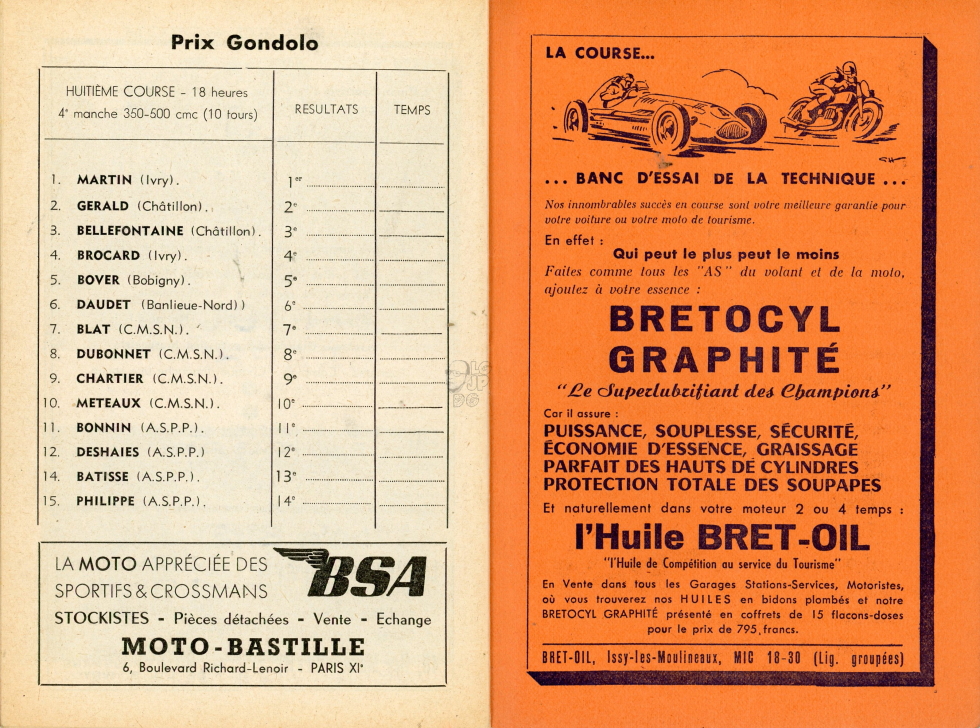 Prix Gondolo
HUITIÈME COURSE - 18 heures
4e manche 350-500 cmc (10 tours)
RESULTATS
TEMPS
1. MARTIN (Ivry). 1er
2. GERALD (Châtillon). 2e
3. BELLEFONTAINE (Châtillon). 3e
4. BROCARD (Ivry). 4e
5. BOVER (Bobigny). 5e
6. DAUDET (Banlieue-Nord)) 6e
7. BLAT (C.M.S.N.). 7e
8. DUBONNET (C.M.S.N.). 8e
9. CHARTIER (C.M.S.N.). 9e
10. METEAUX (C.M.S.N.). 10e
11. BONNIN (A.S.P.P.). 11e
12. DESHAIES (A.S.P.P.) 12e
14. BATISSE (A.S.P.P.). 13e
15. PHILIPPE (A.S.P.P.). 14e
LA MOTO APPRÉCIÉE DES
SPORTIFS & CROSSMANS
BSA
STOCKISTES - Pièces détachées - Vente - Echange
MOTO-BASTILLE
6, Boulevard Richard-Lenoir - PARIS XIe
LA COURSE...
... BANC D'ESSAI DE LA TECHNIQUE ...
Nos innombrables succès en course sont votre meilleure garantie pour
votre voiture ou votre moto de tourisme.
En effet :
Qui peut le plus peut le moins
Faites comme tous les "AS" du volant et de la moto,
ajoutez à votre essence :
BRETOCYL
GRAPHITÉ
"Le Superlubrifiant des Champions"
Car il assure :
PUISSANCE, SOUPLESSE, SÉCURITÉ,
ÉCONOMIE D'ESSENCE, GRAISSAGE
PARFAIT DES HAUTS DE CYLINDRES
PROTECTION TOTALE DES SOUPAPES
Et naturellement dans votre moteur 2 ou 4 temps :
l'Huile BRET-OIL
"l'Huile de Compétition au service du Tourisme"
En Vente dans tous les Garages Stations-Services, Motoristes,
où vous trouverez nos HUILES en bidons plombés et notre
BRETOCYL GRAPHITÉ présenté en coffrets de 15 flacons-doses
pour le prix de 795 francs.
BRET-OIL, Issy-les-Moulineaux, MIC 18-30 (Lig. groupées)